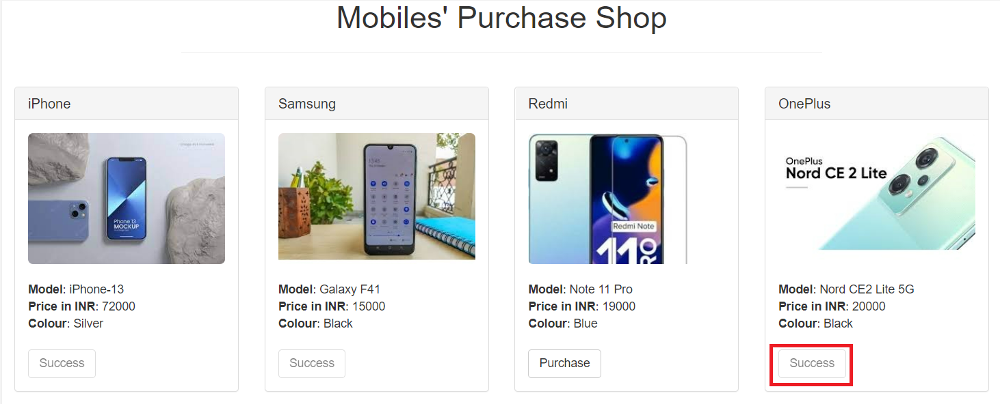 Mobiles' Purchase Shop
iPhone
Phone 13
MOCKUP
Model: iPhone-13
Price in INR: 72000
Colour: Silver
Success
Samsung
Model: Galaxy F41
Price in INR: 15000
Colour: Black
Success
Redmi
Redmi Note
11 PRO
Model: Note 11 Pro
Price in INR: 19000
Colour: Blue
Purchase
OnePlus
OnePlus
Nord CE 2 Lite
Model: Nord CE2 Lite 5G
Price in INR: 20000
Colour: Black
Success